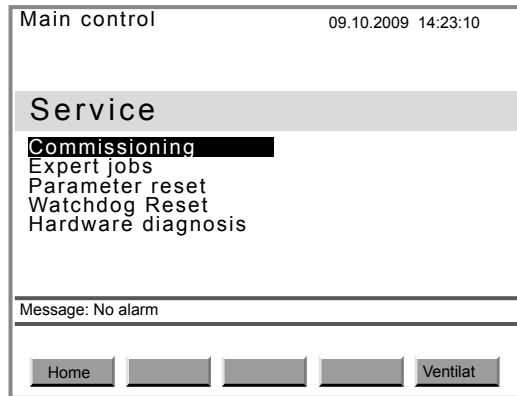 Main control 09.10.2009 14:23:10
Service
Commissioning
Expert jobs
Parameter reset
Watchdog Reset
Hardware diagnosis
Message: No alarm
Home Ventilat